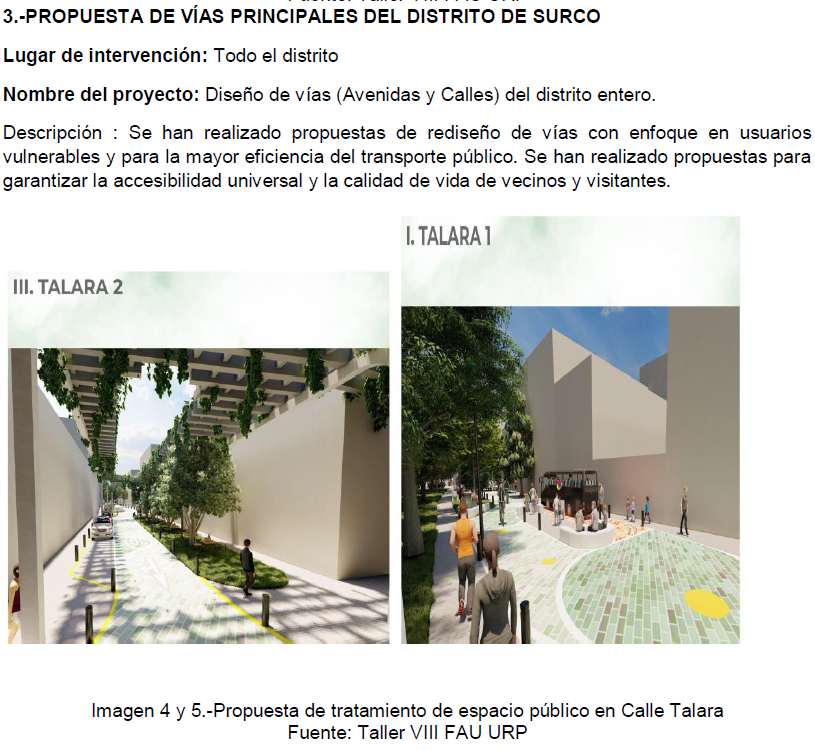 3.-PROPUESTA DE VÍAS PRINCIPALES DEL DISTRITO DE SURCO
Lugar de intervención: Todo el distrito
Nombre del proyecto: Diseño de vías (Avenidas y Calles) del distrito entero.
Descripción : Se han realizado propuestas de rediseño de vías con enfoque en usuarios
vulnerables y para la mayor eficiencia del transporte público. Se han realizado propuestas para
garantizar la accesibilidad universal y la calidad de vida de vecinos y visitantes.
III. TALARA 2
I. TALARA 1
Imagen 4 y 5.-Propuesta de tratamiento de espacio público en Calle Talara
Fuente: Taller VIII FAU URP